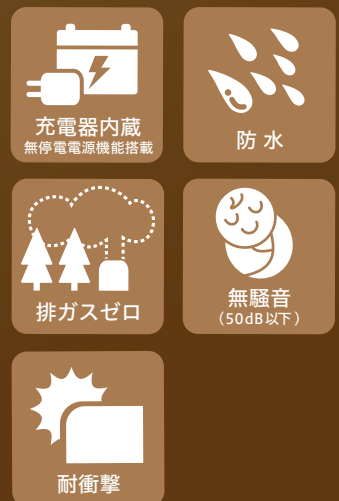 充電器内蔵
無停電電源機能搭載
防水
排ガスゼロ
無騒音
（50dB以下）
耐衝撃